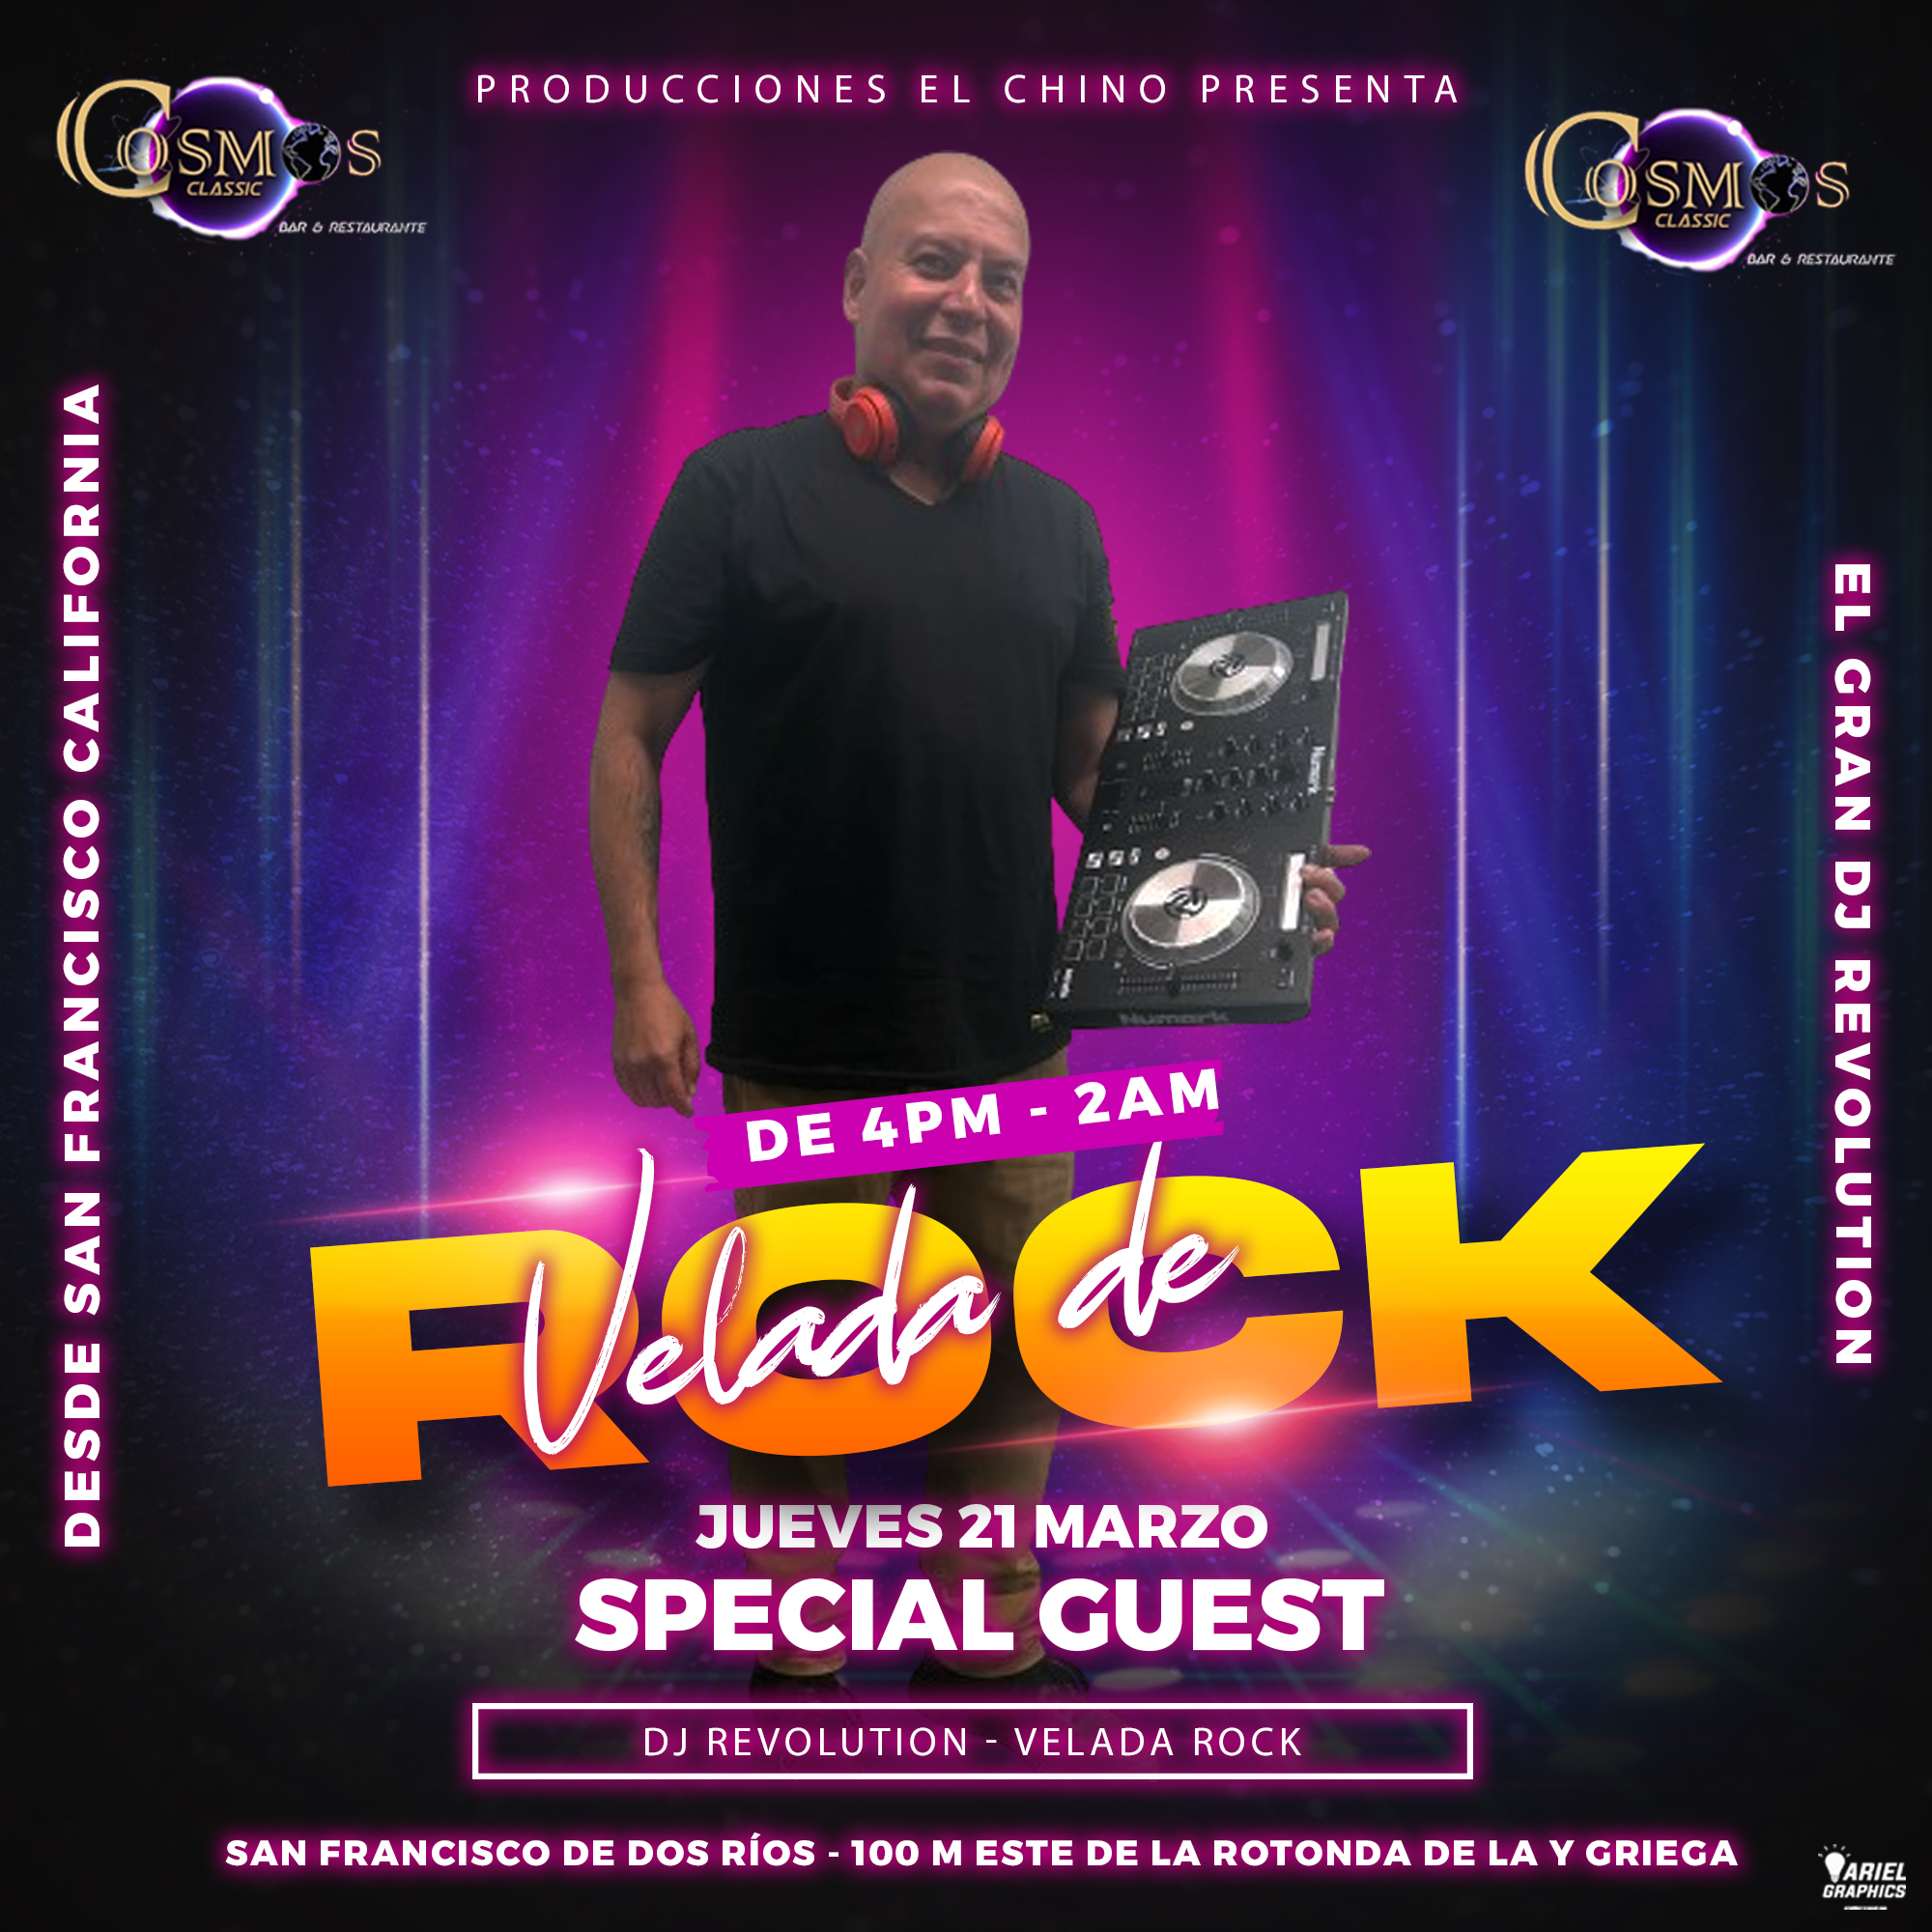 PRODUCCIONES EL CHINO PRESENTA
COSMOS
CLASSIC
BAR & RESTAURANTE
COSMOS
CLASSIC
BAR & RESTAURANTE
DESDE SAN FRANCISCO CALIFORNIA
EL GRAN DJ REVOLUTION
Numark
Numark
DE 4PM - 2AM
Velada de
ROCK
JUEVES 21 MARZO
SPECIAL GUEST
DJ REVOLUTION - VELADA ROCK
SAN FRANCISCO DE DOS RÍOS - 100 M ESTE DE LA ROTONDA DE LA Y GRIEGA
ARIEL
GRAPHICS